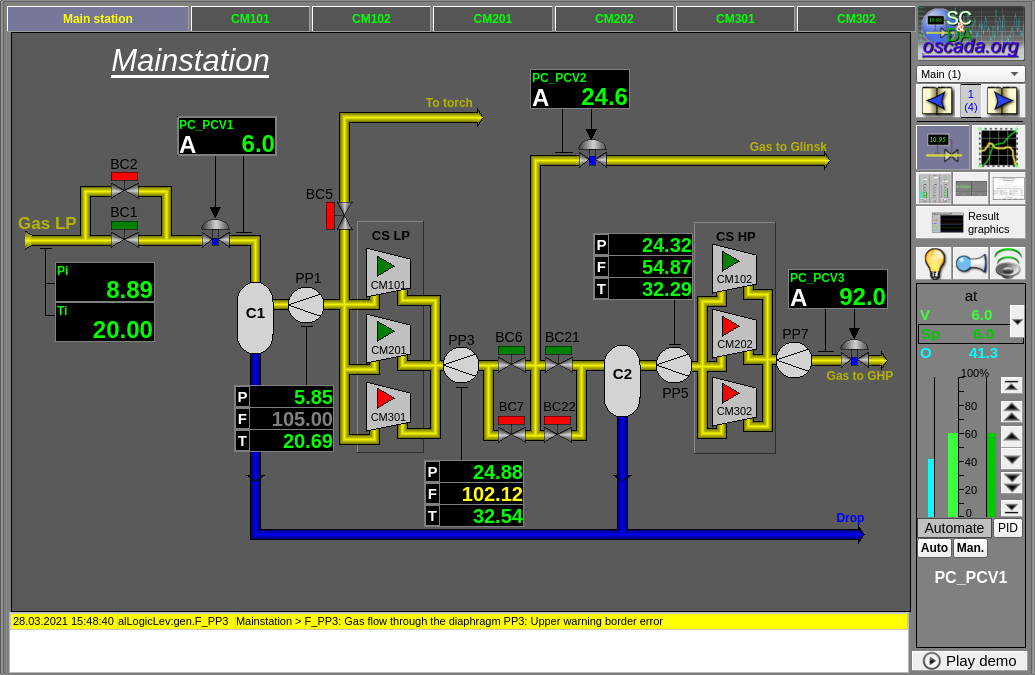 Main station
CM101
CM102
CM201
CM202
CM301
CM302
SC
&
DA
oscada.org
Mainstation
Main (1)
1
(4)
PC_PCV2
A 24.6
To torch
PC_PCV1
A 6.0
Gas to Glinsk
BC2
BC5
BC1
Gas LP
CS LP
CS HP
Result
graphics
P 24.32
F 54.87
T 32.29
Pi
8.89
Ti
20.00
PP1
CM101
CM102
PC_PCV3
A 92.0
C1
CM201
PP3
BC6
BC21
CM202
PP7
C2
PP5
Gas to GHP
P 5.85
F 105.00
T 20.69
CM301
BC7
BC22
CM302
P 24.88
F 102.12
T 32.54
Drop
at
V 6.0
Sp 6.0
O 41.3
100%
80
60
40
20
0
Automate
PID
Auto
Man.
PC_PCV1
28.03.2021 15:48:40 alLogicLev:gen.F_PP3 Mainstation > F_PP3: Gas flow through the diaphragm PP3: Upper warning border error
Play demo